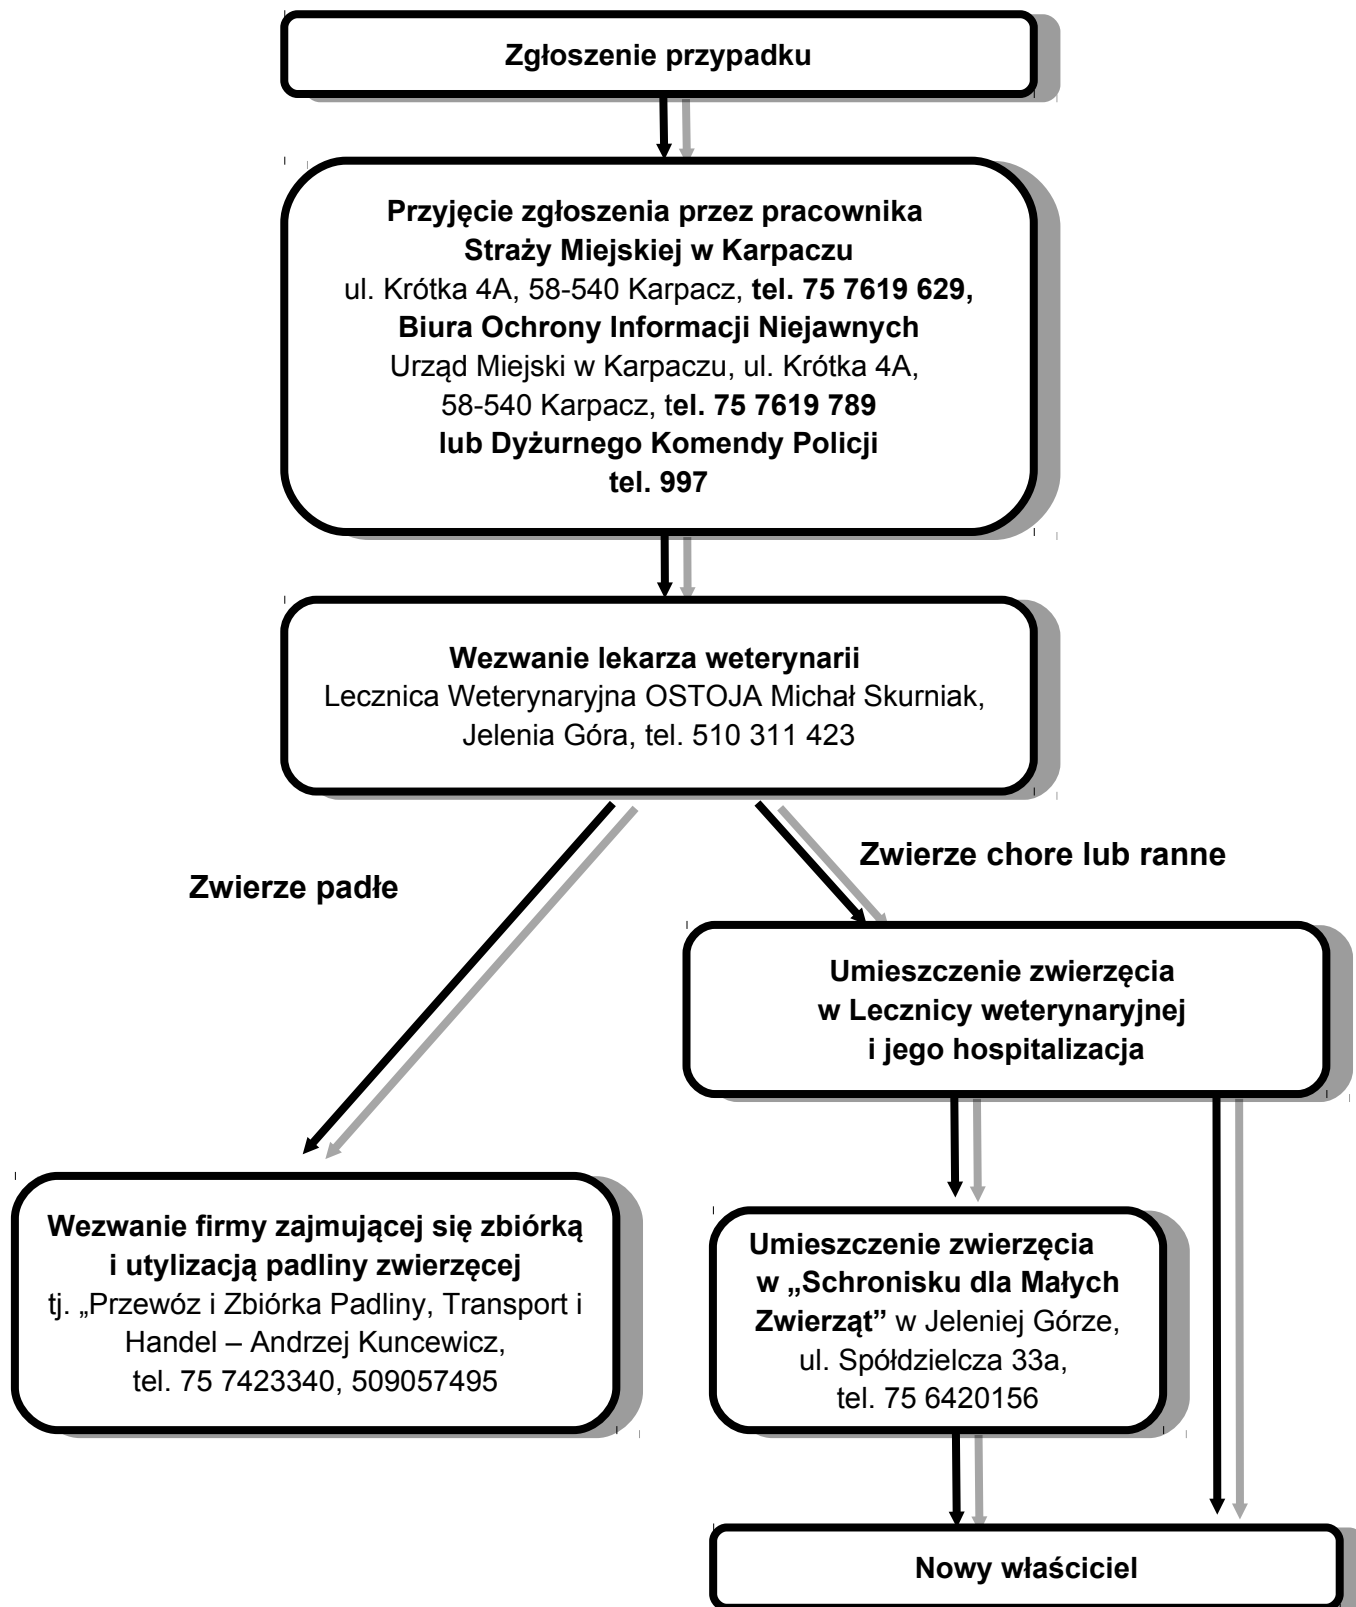 Zgłoszenie przypadku
Przyjęcie zgłoszenia przez pracownika
Straży Miejskiej w Karpaczu
ul. Krótka 4A, 58-540 Karpacz, tel. 75 7619 629,
Biura Ochrony Informacji Niejawnych
Urząd Miejski w Karpaczu, ul. Krótka 4A,
58-540 Karpacz, tel. 75 7619 789
lub Dyżurnego Komendy Policji
tel. 997
Wezwanie lekarza weterynarii
Lecznica Weterynaryjna OSTOJA Michał Skurniak,
Jelenia Góra, tel. 510 311 423
Zwierze padłe
Zwierze chore lub ranne
Umieszczenie zwierzęcia
w Lecznicy weterynaryjnej
i jego hospitalizacja
Wezwanie firmy zajmującej się zbiórką
i utylizacją padliny zwierzęcej
tj. „Przewóz i Zbiórka Padliny, Transport i
Handel – Andrzej Kuncewicz,
tel. 75 7423340, 509057495
Umieszczenie zwierzęcia
w „Schronisku dla Małych
Zwierząt” w Jeleniej Górze,
ul. Spółdzielcza 33a,
tel. 75 6420156
Nowy właściciel